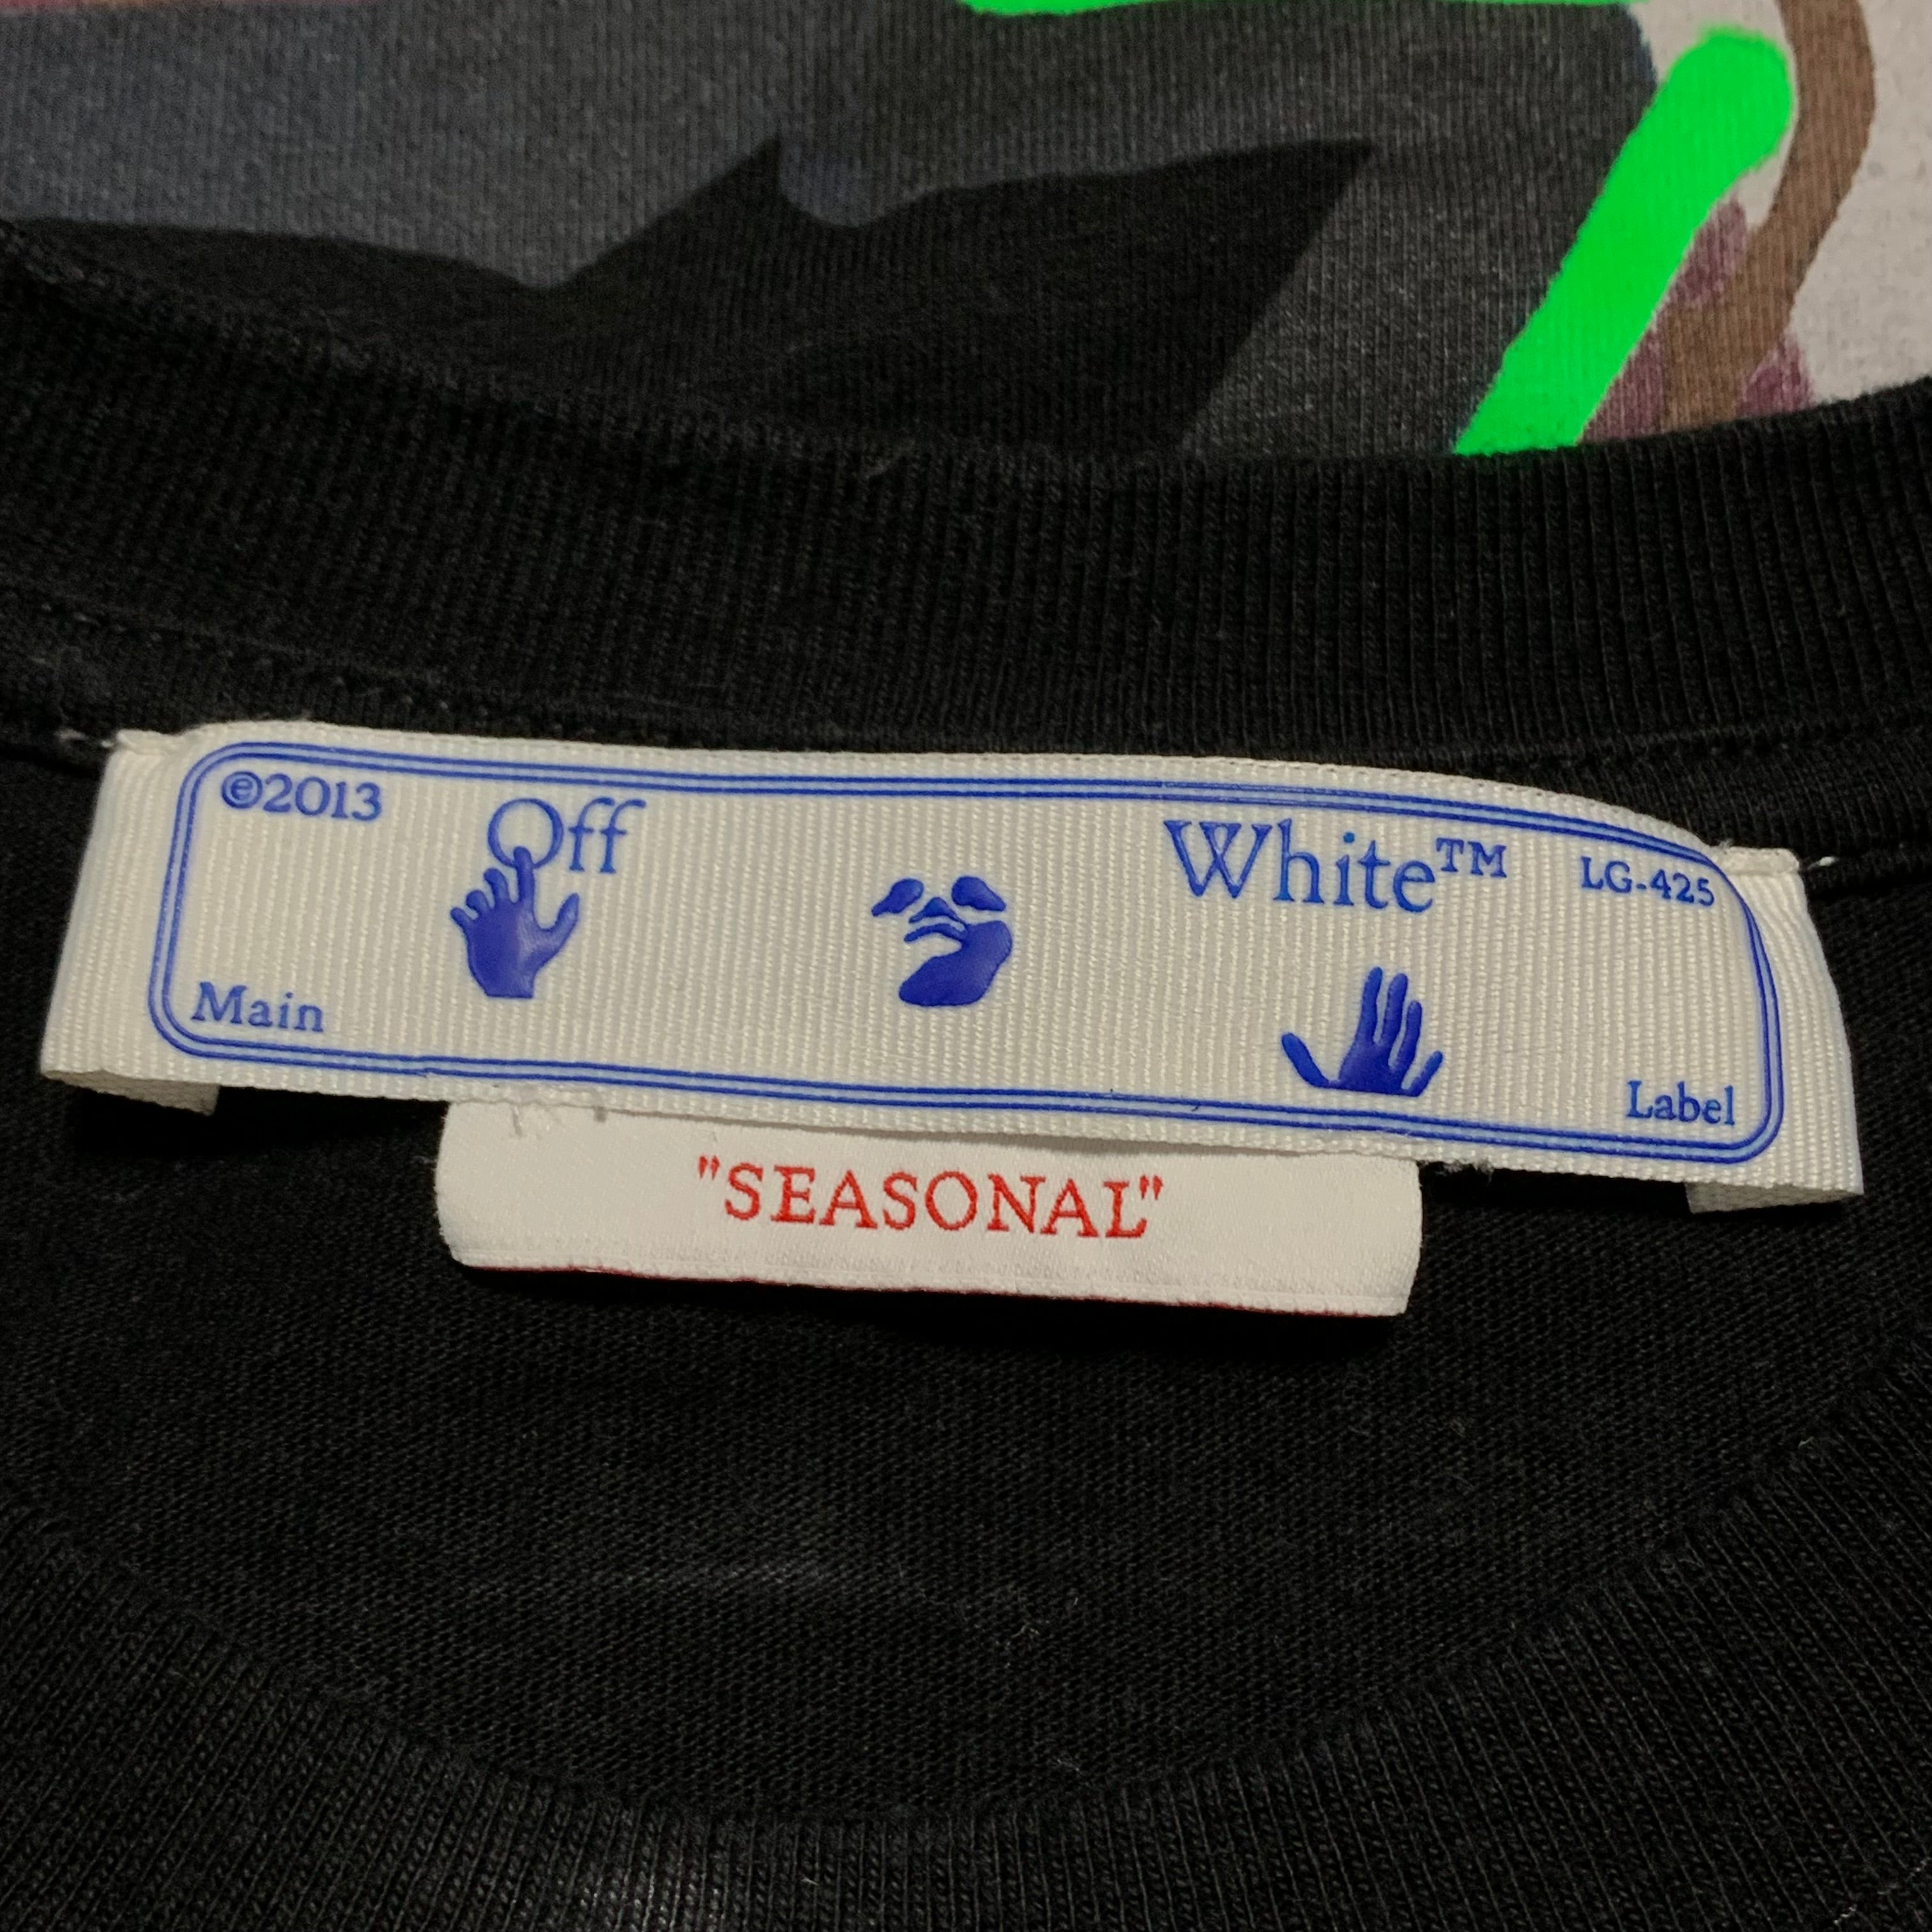 ©2013
Off
White™
LG-425
Main
Label
"SEASONAL"